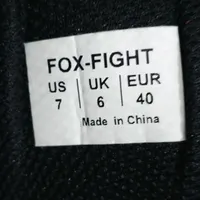 FOX-FIGHT
US | UK | EUR
7 | 6 | 40
Made in China